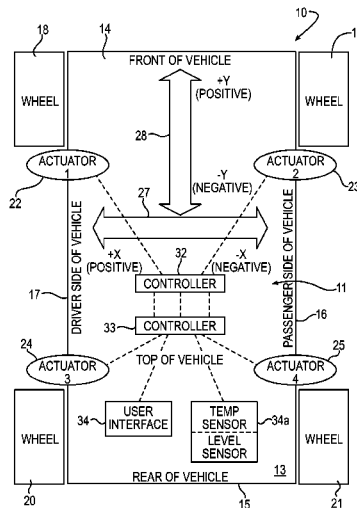 10
18
14
FRONT OF VEHICLE
1
WHEEL
WHEEL
+Y
(POSITIVE)
28
ACTUATOR
1
ACTUATOR
2
22
23
-Y
(NEGATIVE)
27
+X
(POSITIVE)
-X
(NEGATIVE)
32
DRIVER SIDE OF VEHICLE
PASSENGER SIDE OF VEHICLE
17
CONTROLLER
11
16
33
CONTROLLER
24
25
TOP OF VEHICLE
ACTUATOR
3
ACTUATOR
4
34
USER
INTERFACE
TEMP
SENSOR
LEVEL
SENSOR
34a
WHEEL
WHEEL
13
REAR OF VEHICLE
20
15
21